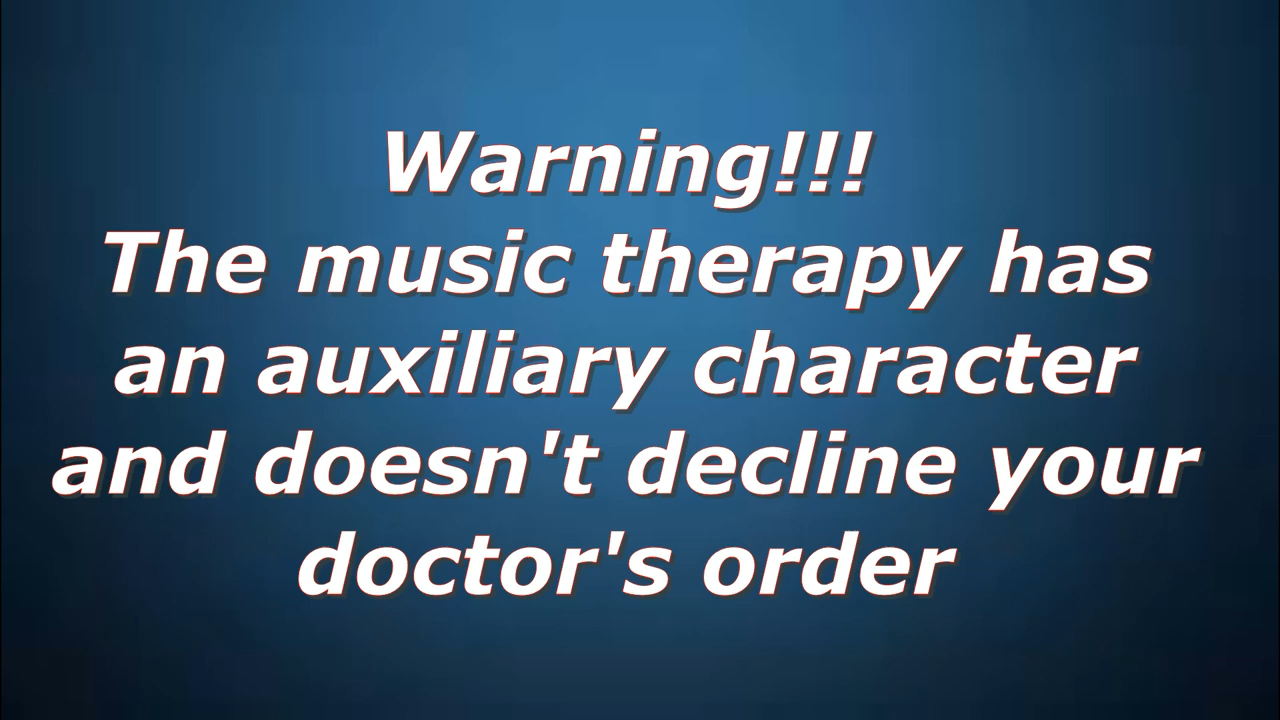 Warning!!!
The music therapy has
an auxiliary character
and doesn't decline your
doctor's order